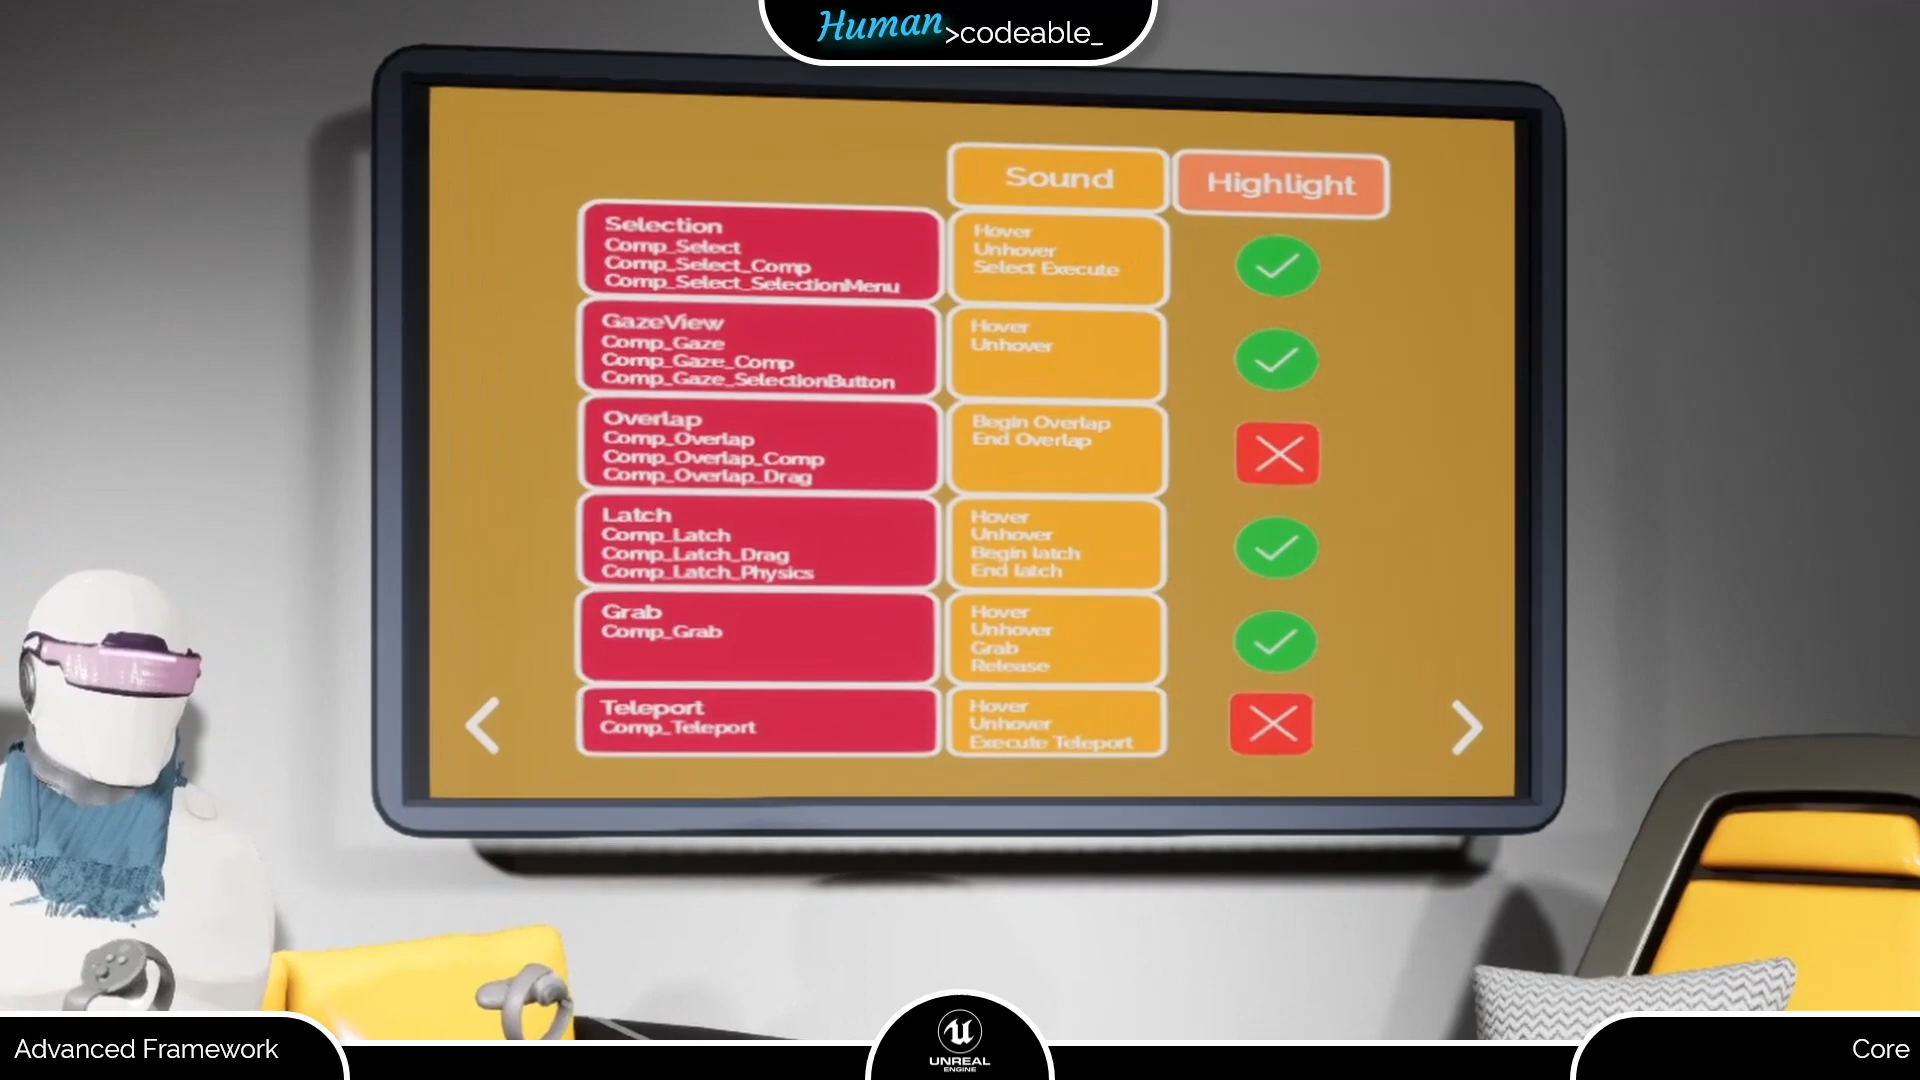 Human
>codeable_
Sound
Highlight
Selection
Comp_Select
Comp_Select_Comp
Comp_Select_SelectionMenu
Hover
Unhover
Select Execute
GazeView
Comp_Gaze
Comp_Gaze_Comp
Comp_Gaze_SelectionButton
Hover
Unhover
Overlap
Comp_Overlap
Comp_Overlap_Comp
Comp_Overlap_Drag
Begin Overlap
End Overlap
Latch
Comp_Latch
Comp_Latch_Drag
Comp_Latch_Physics
Hover
Unhover
Begin latch
End latch
Grab
Comp_Grab
Hover
Unhover
Grab
Release
Teleport
Comp_Teleport
Hover
Unhover
Execute Teleport
Advanced Framework
UNREAL
ENGINE
Core